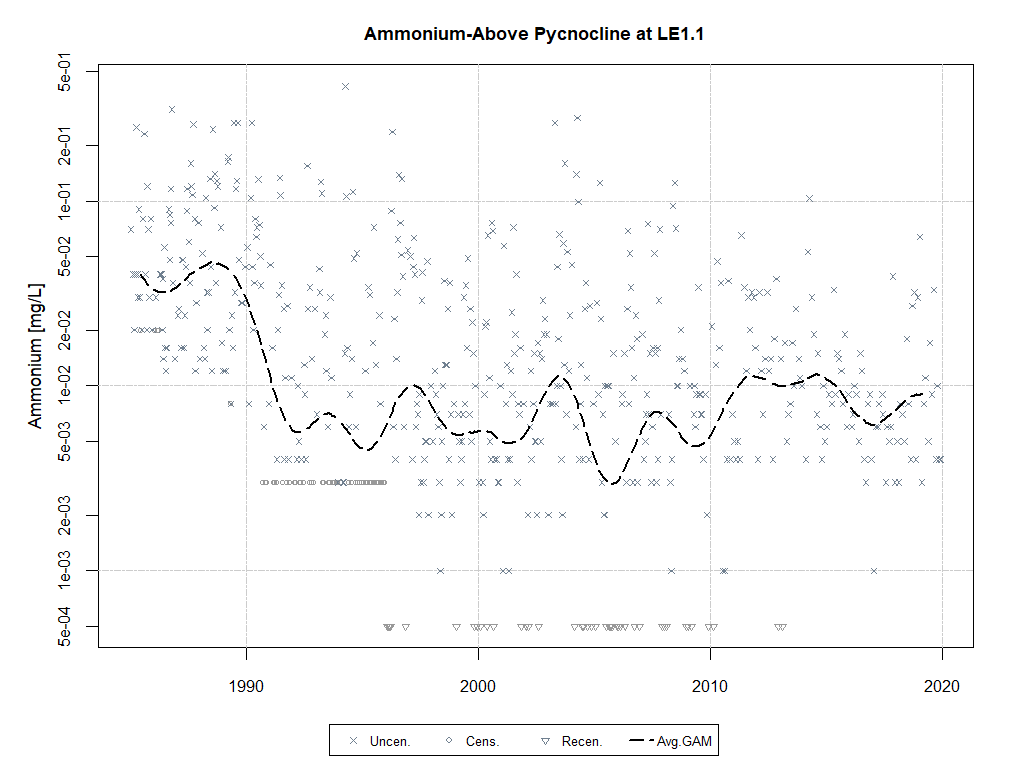 Ammonium-Above Pycnocline at LE1.1
Ammonium [mg/L]
5e-01
2e-01
1e-01
5e-02
2e-02
1e-02
5e-03
2e-03
1e-03
5e-04
1990 2000 2010 2020
Uncen. Cens. Recen. Avg.GAM